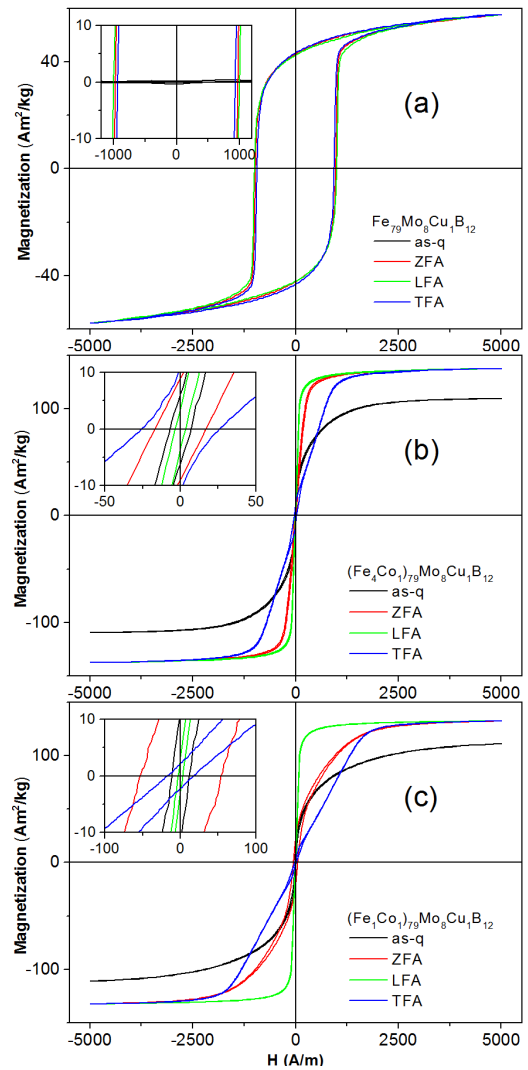 Magnetization (Am²/kg)
40
0
-40
-5000 -2500 0 2500 5000
10
0
-10
-1000 0 1000
(a)
Fe₇₉Mo₈Cu₁B₁₂
as-q
ZFA
LFA
TFA
Magnetization (Am²/kg)
100
0
-100
-5000 -2500 0 2500 5000
10
0
-10
-50 0 50
(b)
(Fe₄Co₁)₇₉Mo₈Cu₁B₁₂
as-q
ZFA
LFA
TFA
Magnetization (Am²/kg)
100
0
-100
-5000 -2500 0 2500 5000
10
0
-10
-100 0 100
(c)
(Fe₁Co₁)₇₉Mo₈Cu₁B₁₂
as-q
ZFA
LFA
TFA
H (A/m)